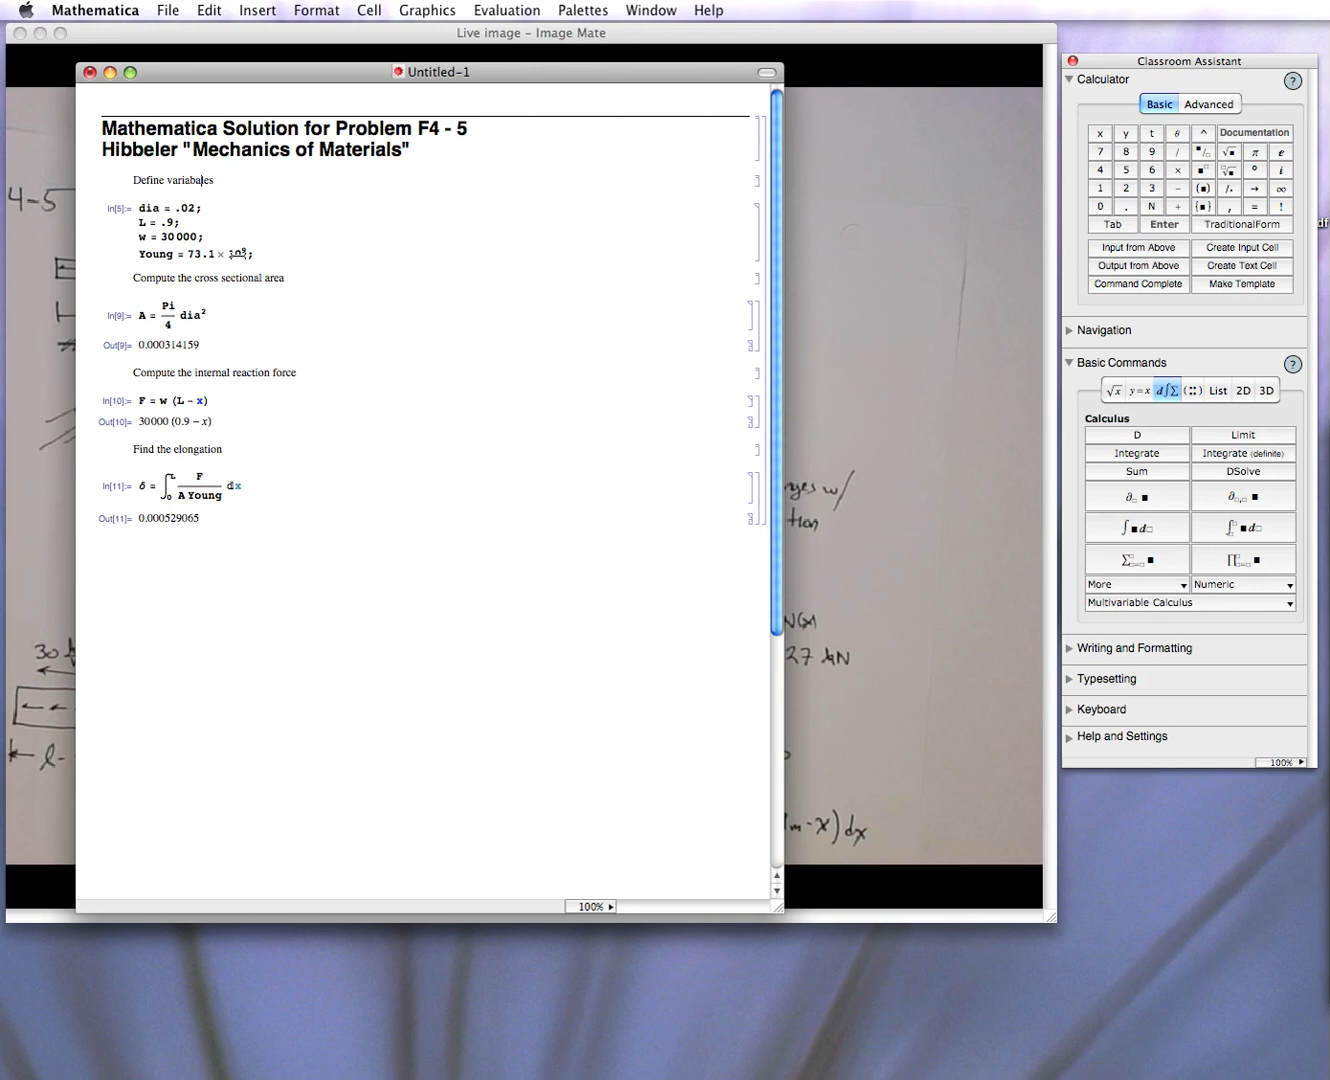 Mathematica File Edit Insert Format Cell Graphics Evaluation Palettes Window Help
Live image - Image Mate
Untitled-1
Mathematica Solution for Problem F4 - 5
Hibbeler "Mechanics of Materials"
Define variabales
In[5]:= dia = .02;
L = .9;
w = 30000;
Young = 73.1 × 10^9;
Compute the cross sectional area
In[9]:= A = Pi/4 dia²
Out[9]= 0.000314159
Compute the internal reaction force
In[10]:= F = w (L - x)
Out[10]= 30000 (0.9 - x)
Find the elongation
In[11]:= δ = ∫₀ᴸ F/(A Young) dx
Out[11]= 0.000529065
100%
4-5
30
l-
w/
tion
N(x)
27 kN
m-x) dx
df
Classroom Assistant
Calculator ?
Basic Advanced
x y t θ ^ Documentation
7 8 9 / ■/□ √■ π e
4 5 6 × ■□ □√■ ° i
1 2 3 - (■) /. → ∞
0 . N + {■} , = !
Tab Enter TraditionalForm
Input from Above Create Input Cell
Output from Above Create Text Cell
Command Complete Make Template
Navigation
Basic Commands ?
√x y=x d∫Σ (::) List 2D 3D
Calculus
D Limit
Integrate Integrate (definite)
Sum DSolve
∂□ ■ ∂□,□ ■
∫■d□ ∫□□ ■d□
Σ□=□ ■ ∏□=□ ■
More Numeric
Multivariable Calculus
Writing and Formatting
Typesetting
Keyboard
Help and Settings
100%